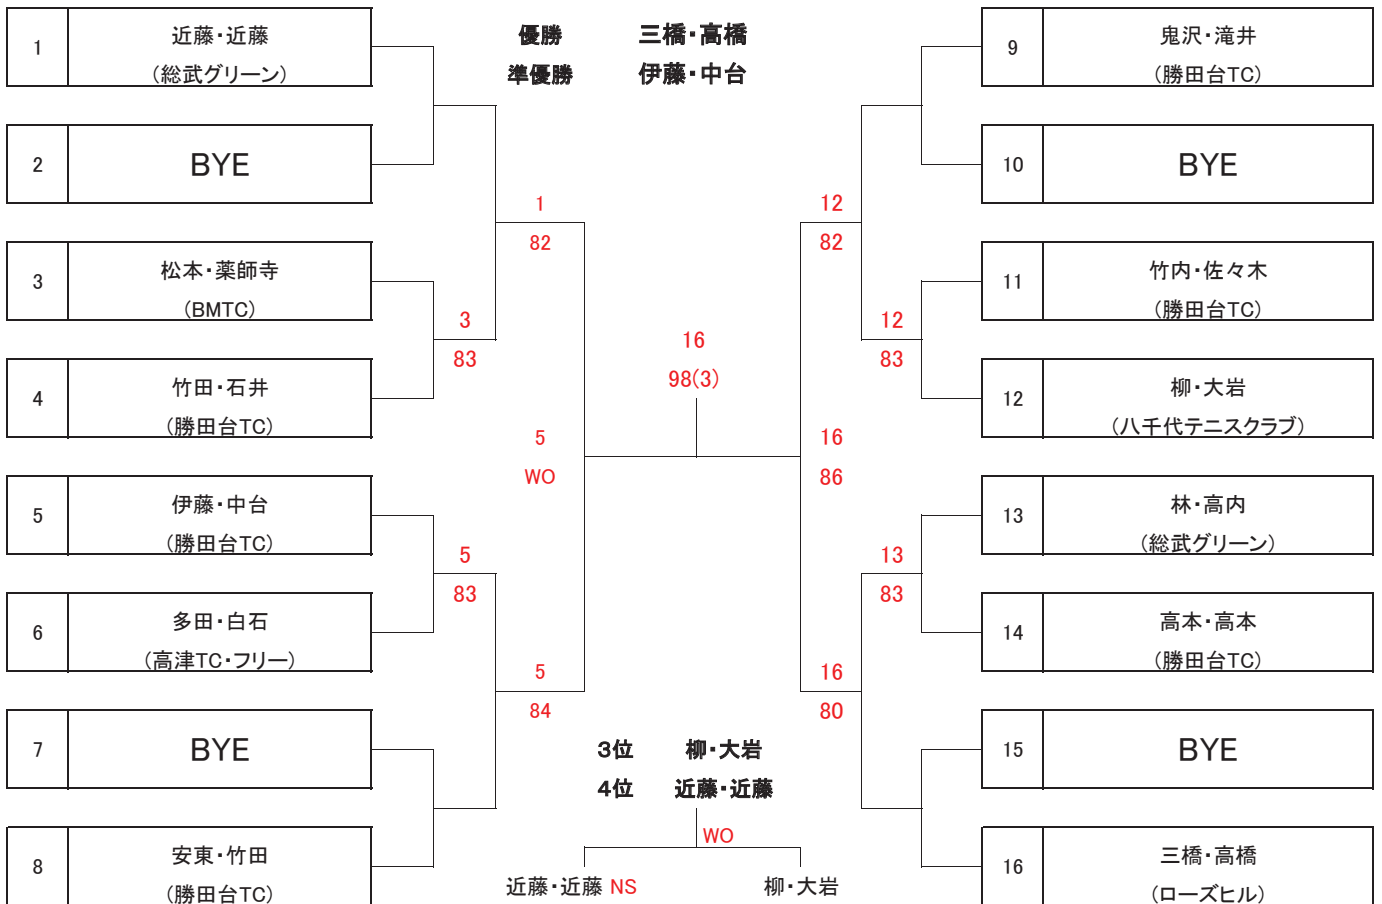 1
近藤・近藤
(総武グリーン)
2
BYE
3
松本・薬師寺
(BMTC)
4
竹田・石井
(勝田台TC)
5
伊藤・中台
(勝田台TC)
6
多田・白石
(高津TC・フリー)
7
BYE
8
安東・竹田
(勝田台TC)
3
83
5
83
1
82
5
WO
5
84
優勝 三橋・高橋
準優勝 伊藤・中台
16
98(3)
3位 柳・大岩
4位 近藤・近藤
WO
近藤・近藤 NS 柳・大岩
12
82
16
86
16
80
12
83
13
83
9
鬼沢・滝井
(勝田台TC)
10
BYE
11
竹内・佐々木
(勝田台TC)
12
柳・大岩
(八千代テニスクラブ)
13
林・高内
(総武グリーン)
14
高本・高本
(勝田台TC)
15
BYE
16
三橋・高橋
(ローズヒル)